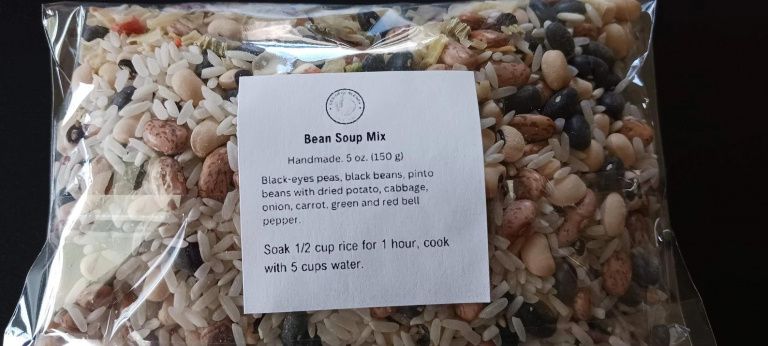 Bean Soup Mix
Handmade. 5 oz. (150 g)
Black-eyes peas, black beans, pinto
beans with dried potato, cabbage,
onion, carrot, green and red bell
pepper.
Soak 1/2 cup rice for 1 hour, cook
with 5 cups water.